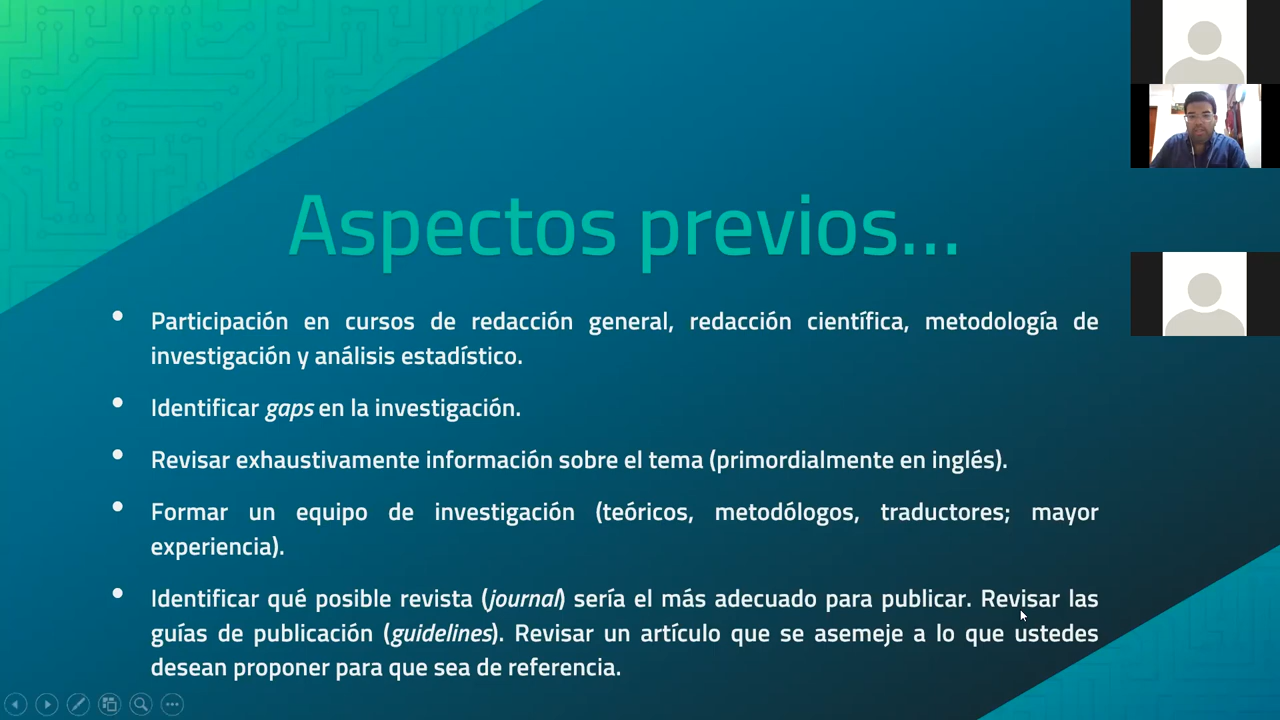 Aspectos previos...
• Participación en cursos de redacción general, redacción científica, metodología de
investigación y análisis estadístico.
• Identificar gaps en la investigación.
• Revisar exhaustivamente información sobre el tema (primordialmente en inglés).
• Formar un equipo de investigación (teóricos, metodólogos, traductores; mayor
experiencia).
• Identificar qué posible revista (journal) sería el más adecuado para publicar. Revisar las
guías de publicación (guidelines). Revisar un artículo que se asemeje a lo que ustedes
desean proponer para que sea de referencia.